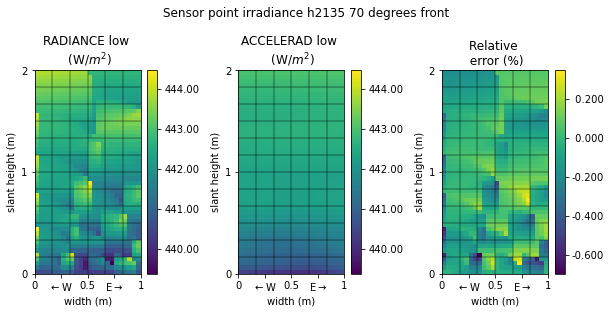 Sensor point irradiance h2135 70 degrees front
RADIANCE low
(W/m²)
ACCELERAD low
(W/m²)
Relative
error (%)
2
1
0
slant height (m)
0
0.5
1
←W
E→
width (m)
444.00
443.00
442.00
441.00
440.00
2
1
0
slant height (m)
0
0.5
1
←W
E→
width (m)
444.00
443.00
442.00
441.00
440.00
2
1
0
slant height (m)
0
0.5
1
←W
E→
width (m)
0.200
0.000
-0.200
-0.400
-0.600